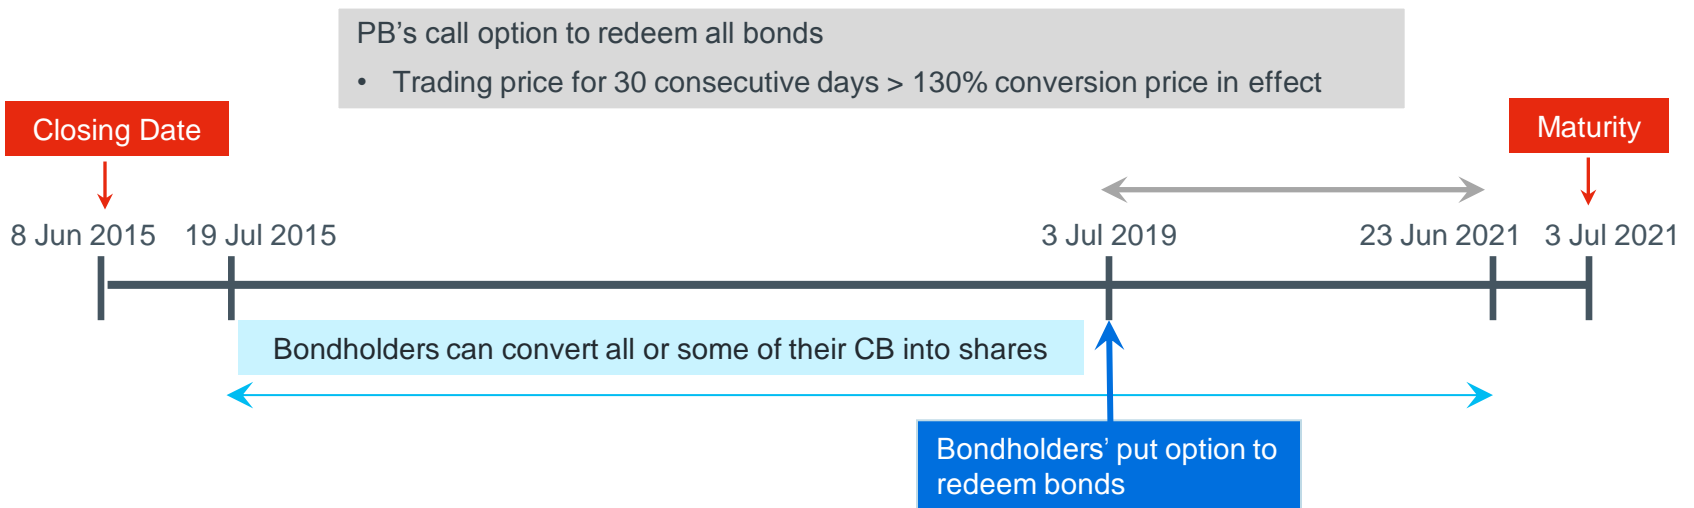 PB’s call option to redeem all bonds
• Trading price for 30 consecutive days > 130% conversion price in effect
Closing Date
Maturity
8 Jun 2015
19 Jul 2015
3 Jul 2019
23 Jun 2021
3 Jul 2021
Bondholders can convert all or some of their CB into shares
Bondholders’ put option to
redeem bonds